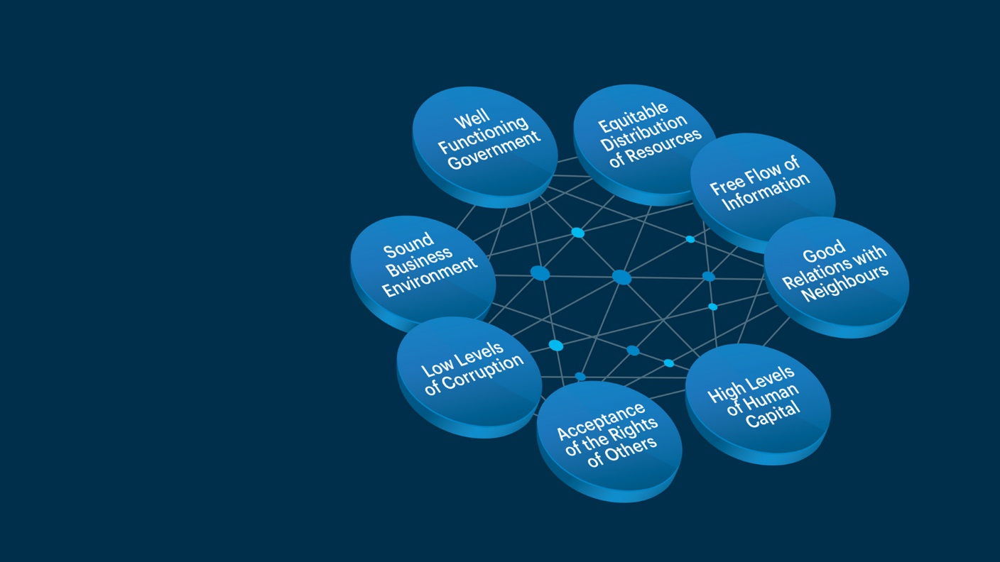 Well
Functioning
Government
Equitable
Distribution
of Resources
Free Flow of
Information
Good
Relations with
Neighbours
High Levels
of Human
Capital
Acceptance
of the Rights
of Others
Low Levels
of Corruption
Sound
Business
Environment